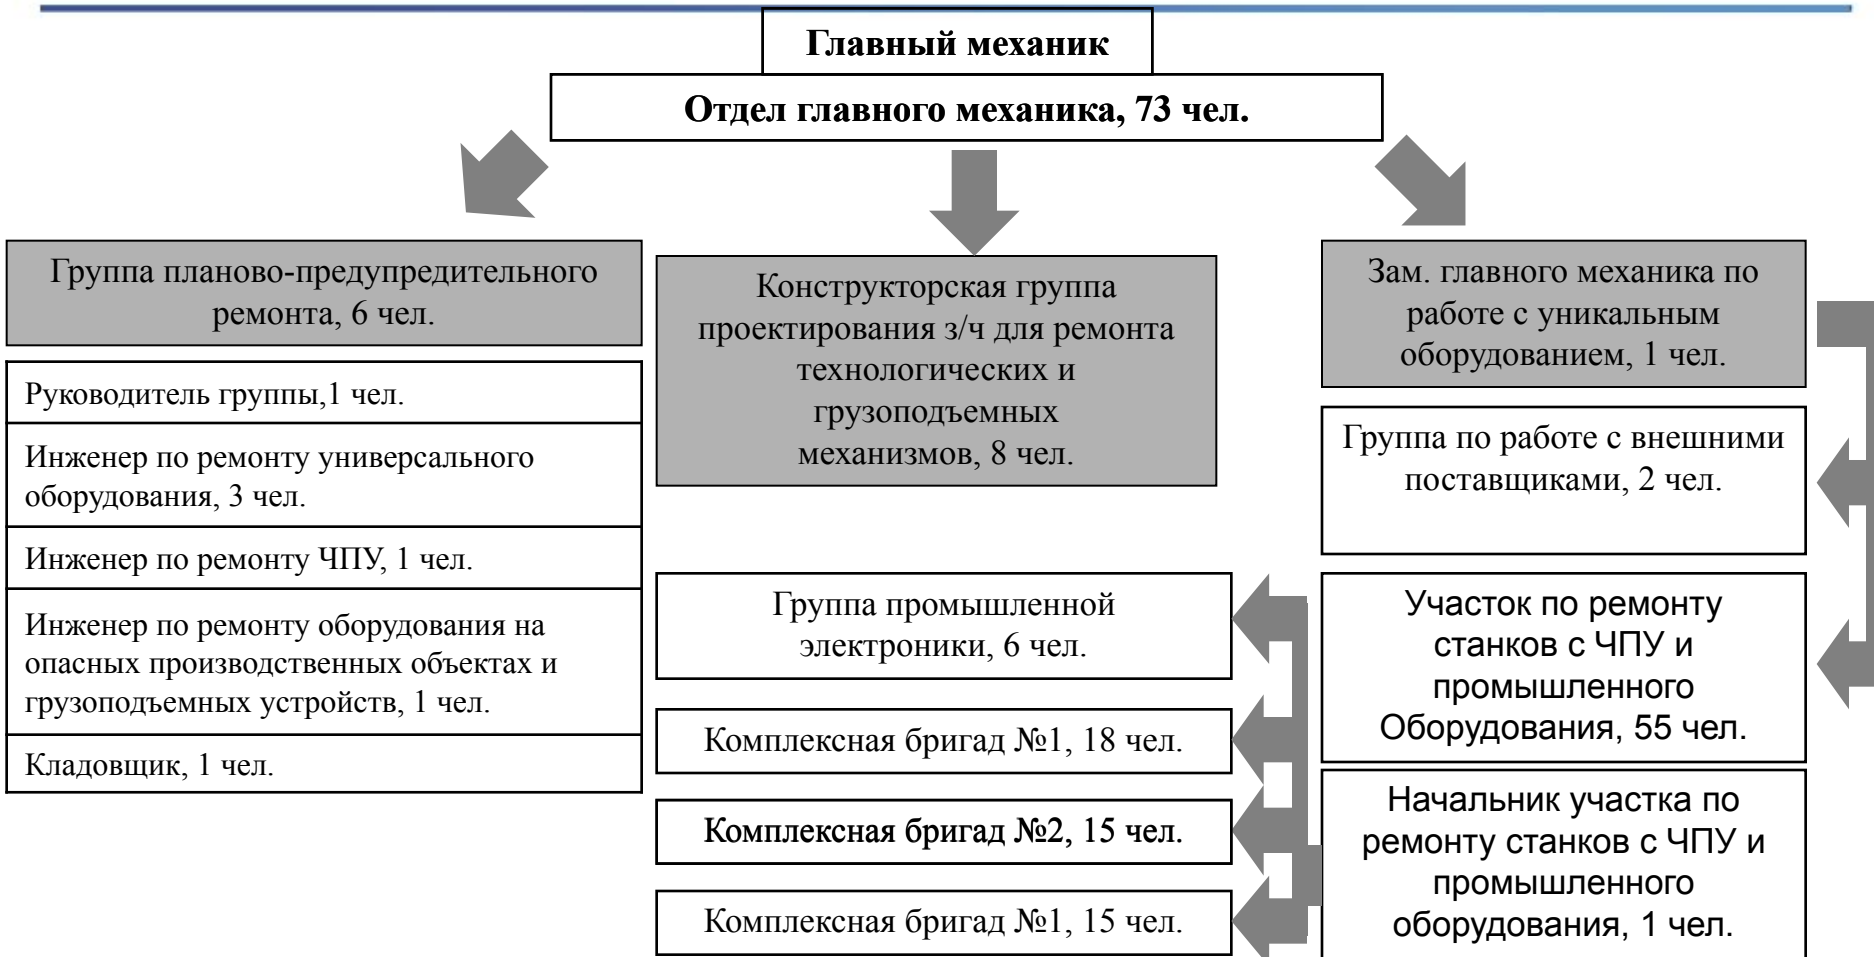 Главный механик
Отдел главного механика, 73 чел.
Группа планово-предупредительного
ремонта, 6 чел.
Руководитель группы,1 чел.
Инженер по ремонту универсального
оборудования, 3 чел.
Инженер по ремонту ЧПУ, 1 чел.
Инженер по ремонту оборудования на
опасных производственных объектах и
грузоподъемных устройств, 1 чел.
Кладовщик, 1 чел.
Конструкторская группа
проектирования з/ч для ремонта
технологических и
грузоподъемных
механизмов, 8 чел.
Группа промышленной
электроники, 6 чел.
Комплексная бригад №1, 18 чел.
Комплексная бригад №2, 15 чел.
Комплексная бригад №1, 15 чел.
Зам. главного механика по
работе с уникальным
оборудованием, 1 чел.
Группа по работе с внешними
поставщиками, 2 чел.
Участок по ремонту
станков с ЧПУ и
промышленного
Оборудования, 55 чел.
Начальник участка по
ремонту станков с ЧПУ и
промышленного
оборудования, 1 чел.